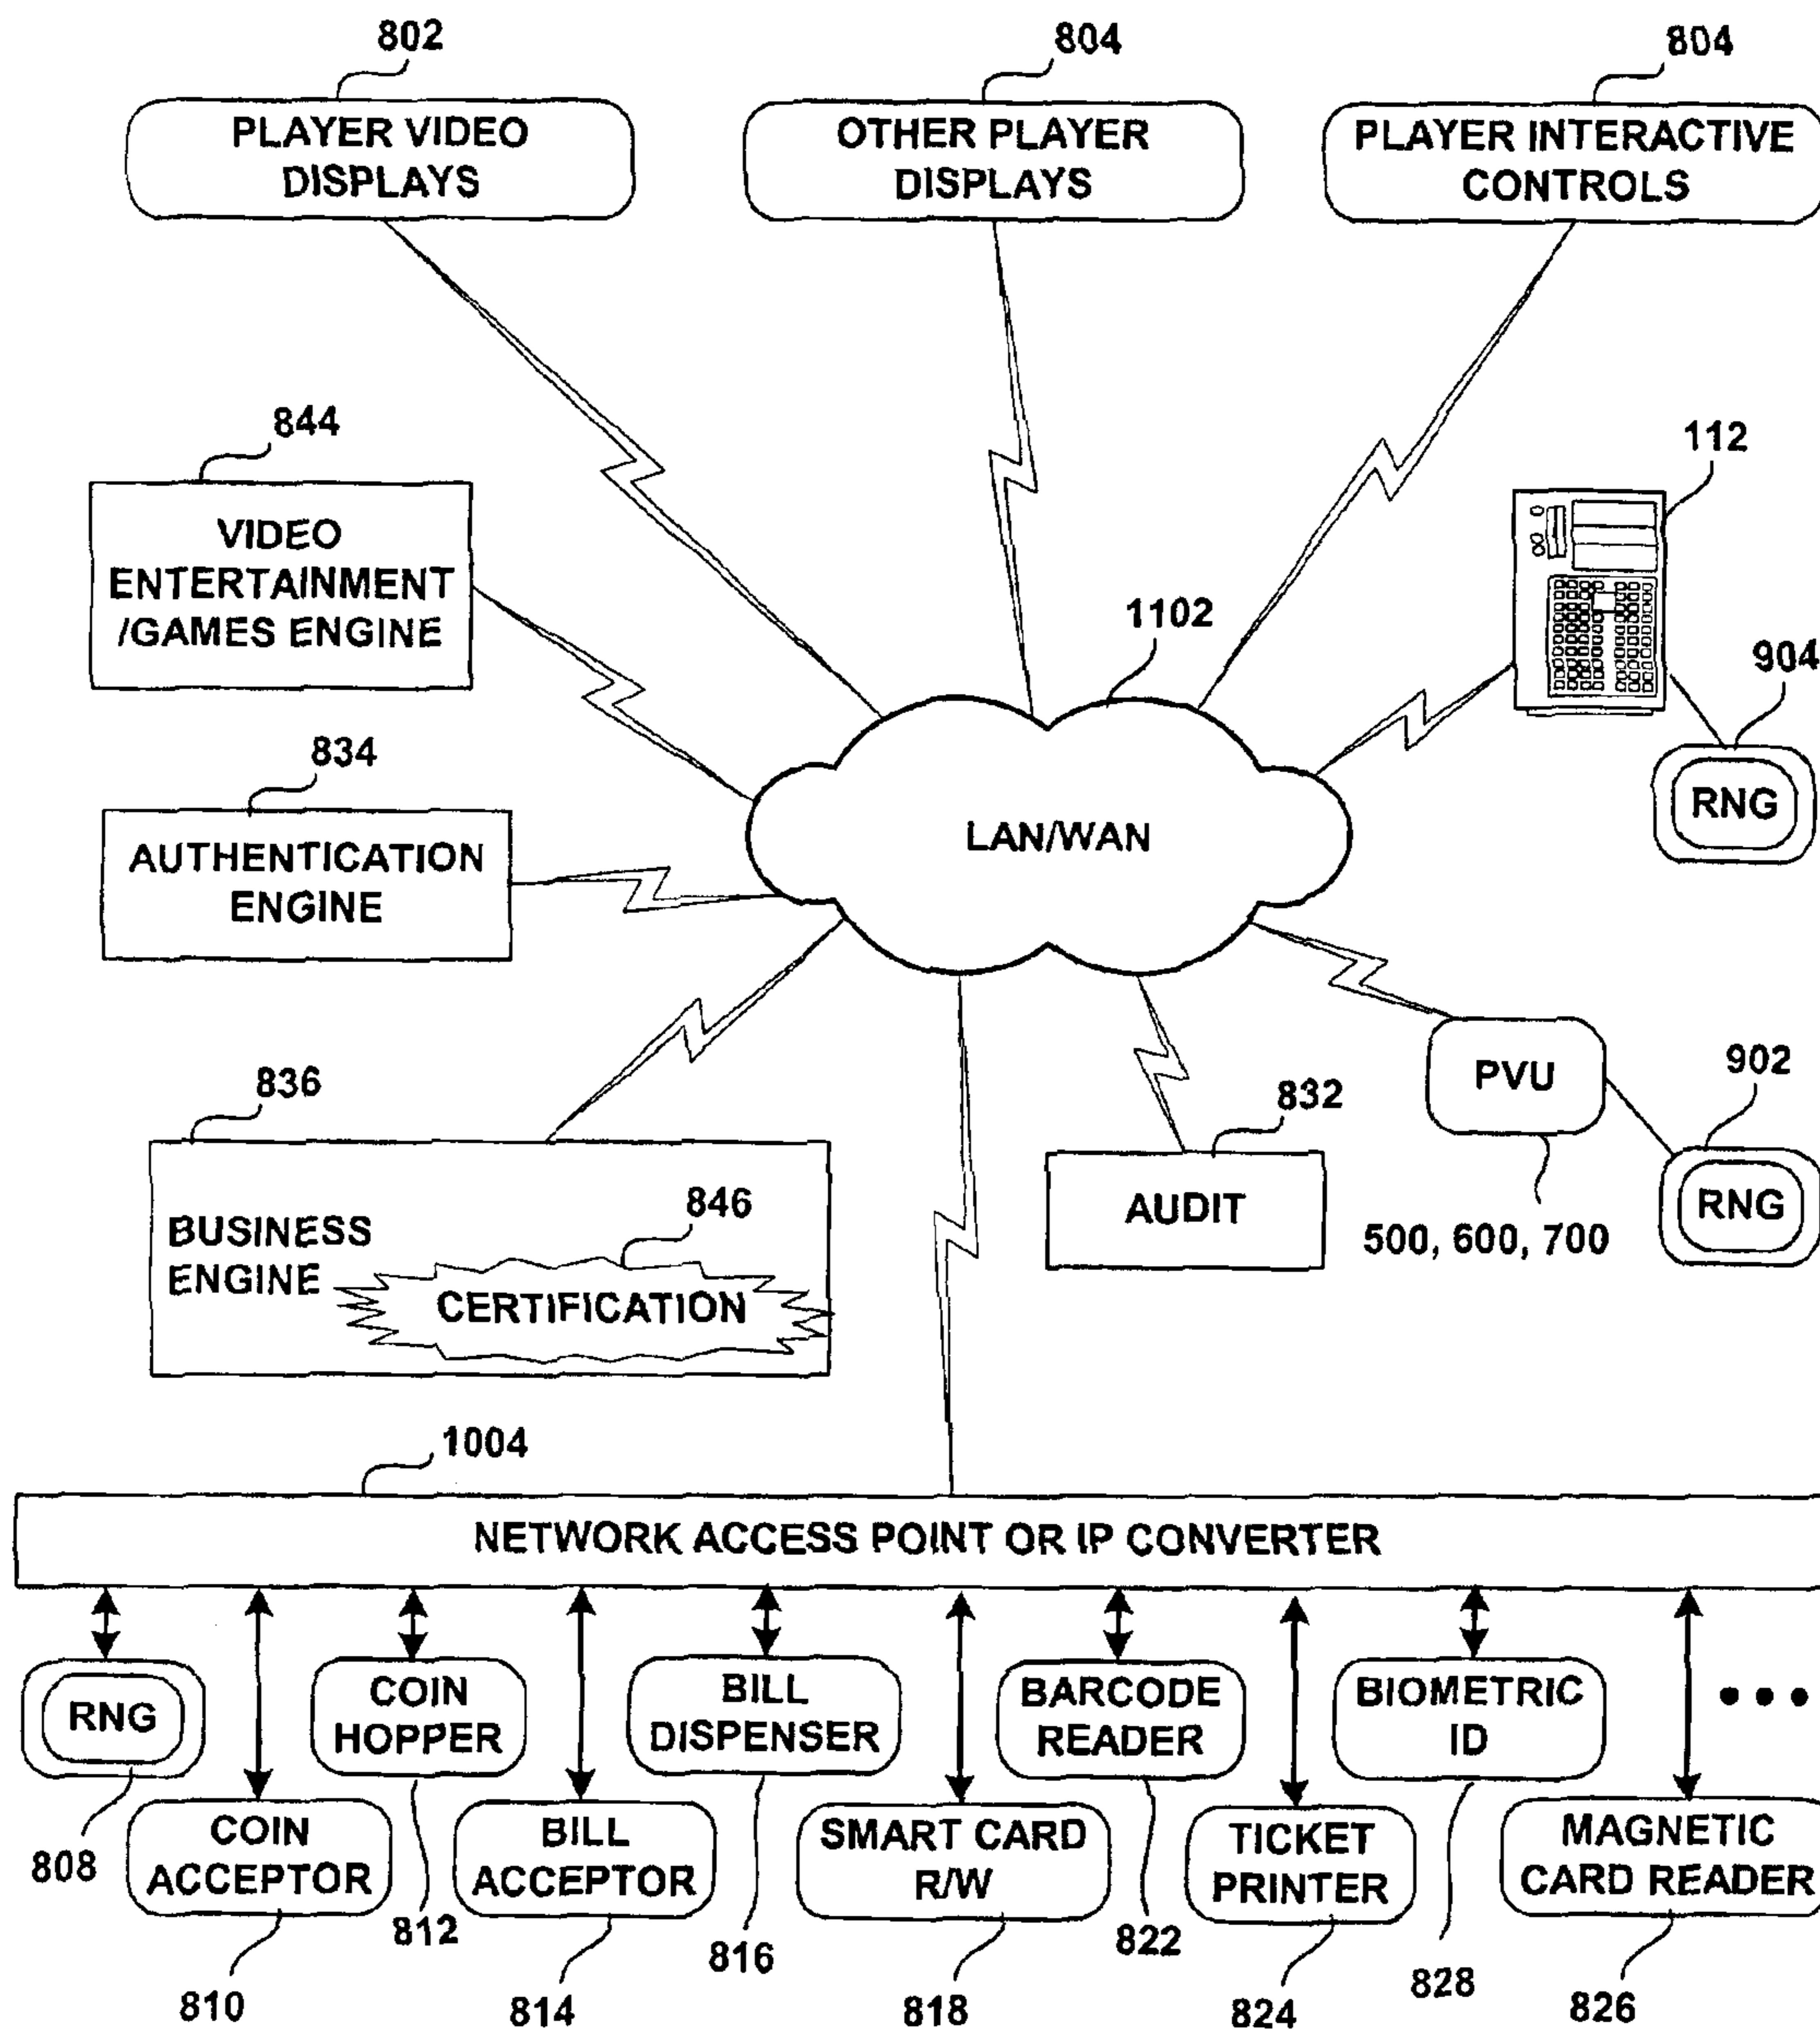 802
804
804
PLAYER VIDEO
DISPLAYS
OTHER PLAYER
DISPLAYS
PLAYER INTERACTIVE
CONTROLS
844
VIDEO
ENTERTAINMENT
/GAMES ENGINE
112
904
RNG
1102
LAN/WAN
834
AUTHENTICATION
ENGINE
836
BUSINESS
ENGINE
846
CERTIFICATION
832
AUDIT
PVU
500, 600, 700
902
RNG
1004
NETWORK ACCESS POINT OR IP CONVERTER
RNG
808
COIN
HOPPER
812
BILL
DISPENSER
816
BARCODE
READER
822
BIOMETRIC
ID
828
• • •
COIN
ACCEPTOR
810
BILL
ACCEPTOR
814
SMART CARD
R/W
818
TICKET
PRINTER
824
MAGNETIC
CARD READER
826